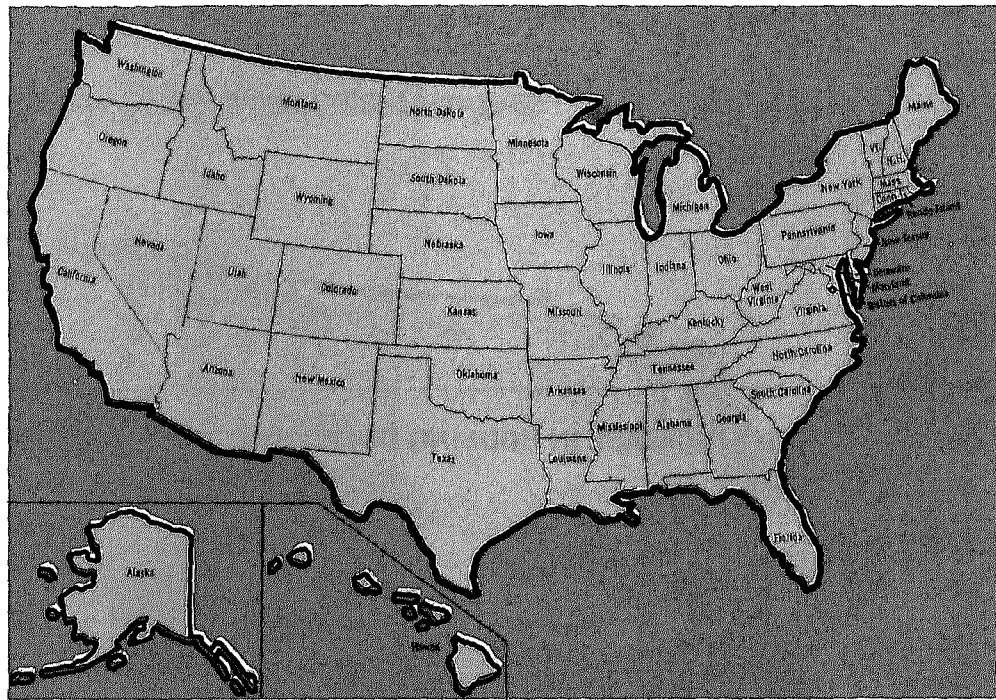 Washington
Montana
North Dakota
Minnesota
Maine
Oregon
Idaho
Wyoming
South Dakota
Wisconsin
Michigan
VT.
N.H.
New York
Mass.
Conn.
Rhode Island
Nevada
Nebraska
Iowa
Pennsylvania
New Jersey
California
Utah
Colorado
Kansas
Missouri
Illinois
Indiana
Ohio
West
Virginia
Virginia
Kentucky
Delaware
Maryland
District of Columbia
Arizona
New Mexico
Oklahoma
Arkansas
Tennessee
North Carolina
South Carolina
Mississippi
Alabama
Georgia
Texas
Louisiana
Florida
Alaska
Hawaii